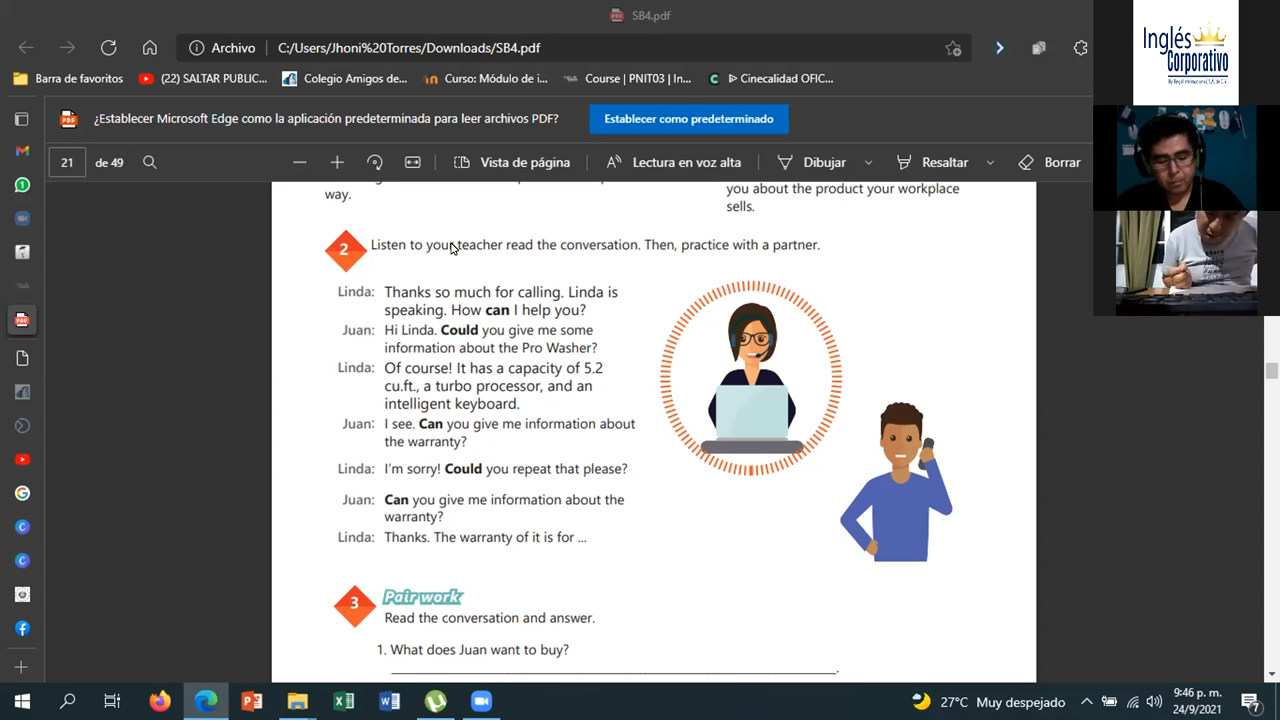 SB4.pdf
Archivo
C:/Users/Jhoni%20Torres/Downloads/SB4.pdf
Barra de favoritos
(22) SALTAR PUBLIC...
Colegio Amigos de...
Curso: Módulo de i...
Course | PNIT03 | In...
ᐅ Cinecalidad OFIC...
¿Establecer Microsoft Edge como la aplicación predeterminada para leer archivos PDF?
Establecer como predeterminado
21
de 49
Vista de página
Lectura en voz alta
Dibujar
Resaltar
Borrar
Inglés
Corporativo
way.
you about the product your workplace
sells.
2
Listen to your teacher read the conversation. Then, practice with a partner.
Linda: Thanks so much for calling. Linda is
speaking. How can I help you?
Juan: Hi Linda. Could you give me some
information about the Pro Washer?
Linda: Of course! It has a capacity of 5.2
cu.ft., a turbo processor, and an
intelligent keyboard.
Juan: I see. Can you give me information about
the warranty?
Linda: I'm sorry! Could you repeat that please?
Juan: Can you give me information about the
warranty?
Linda: Thanks. The warranty of it is for ...
3
Pair work
Read the conversation and answer.
1. What does Juan want to buy?
27°C Muy despejado
9:46 p. m.
24/9/2021
7